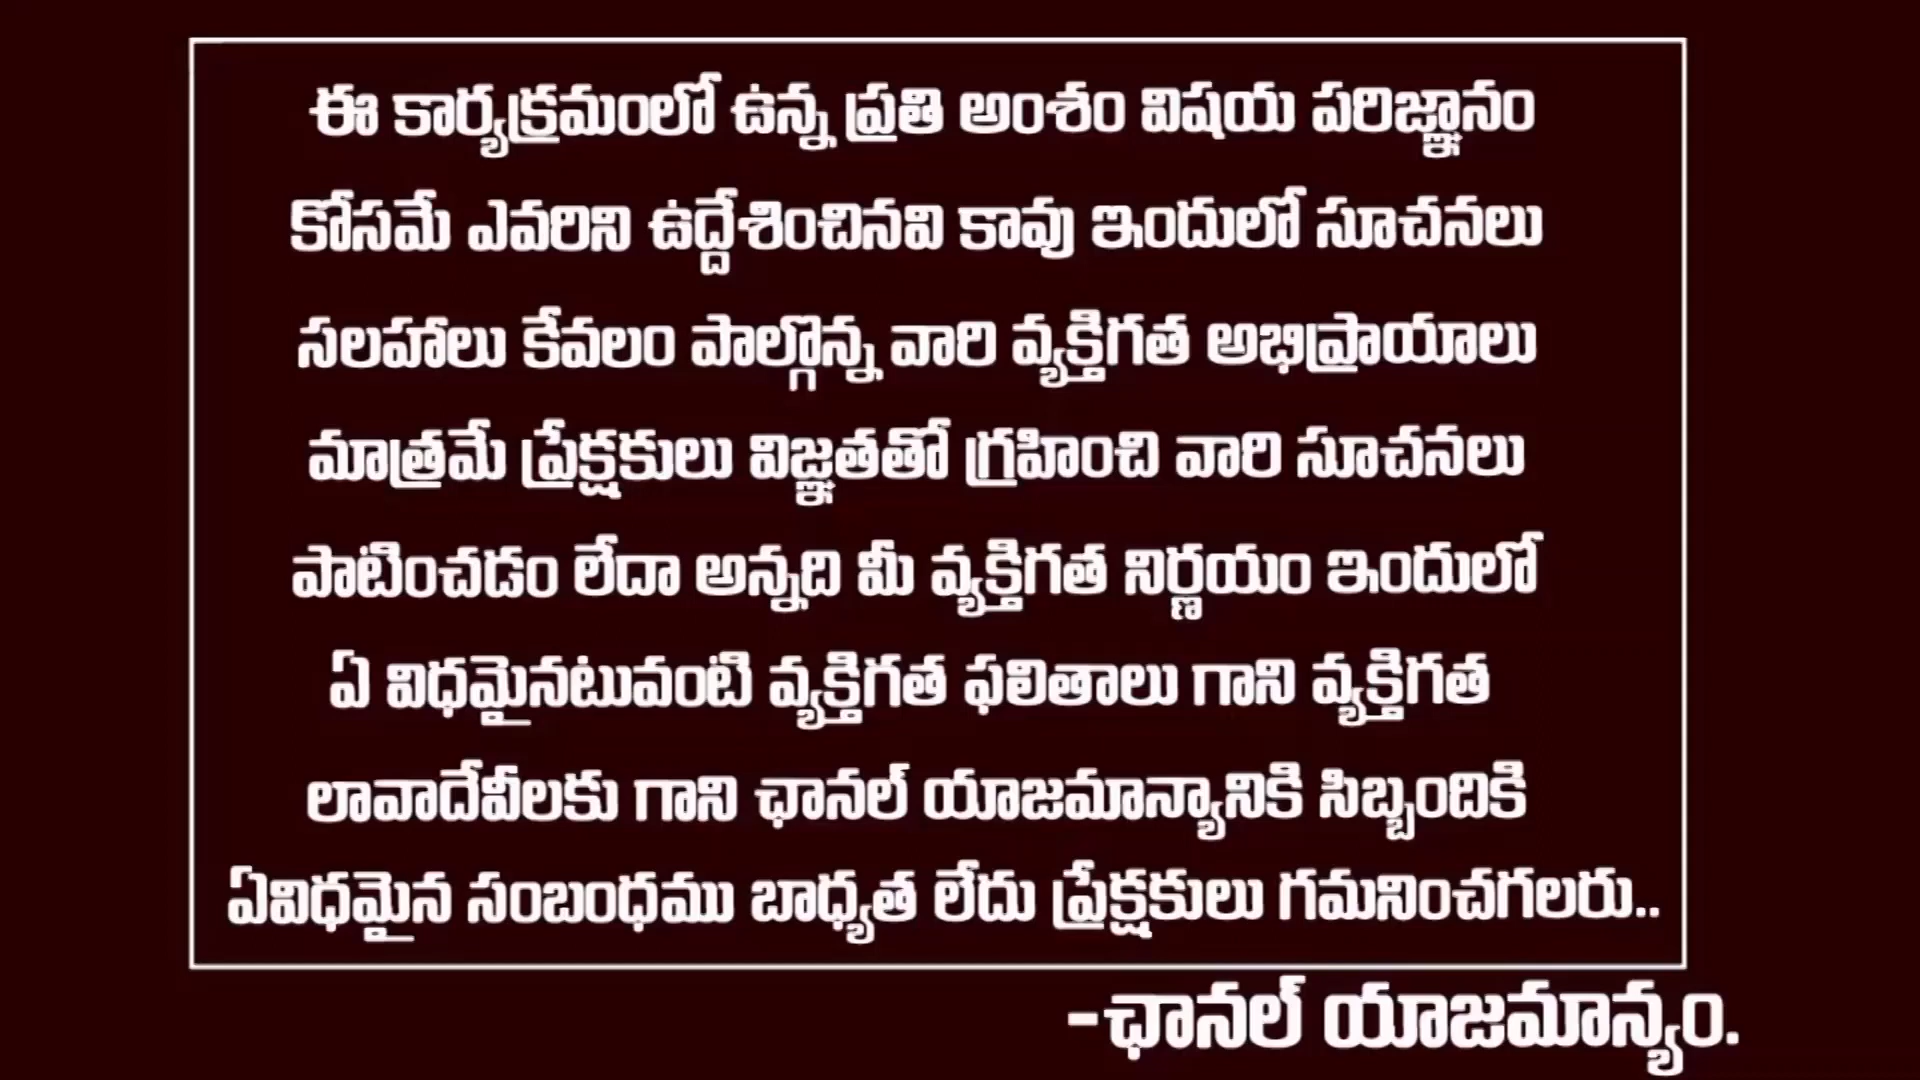 ఈ కార్యక్రమంలో ఉన్న ప్రతి అంశం విషయ పరిజ్ఞానం
కోసమే ఎవరిని ఉద్దేశించినవి కావు ఇందులో సూచనలు
సలహాలు కేవలం పాల్గొన్న వారి వ్యక్తిగత అభిప్రాయాలు
మాత్రమే ప్రేక్షకులు విజ్ఞతతో గ్రహించి వారి సూచనలు
పాటించడం లేదా అన్నది మీ వ్యక్తిగత నిర్ణయం ఇందులో
ఏ విధమైనటువంటి వ్యక్తిగత ఫలితాలు గాని వ్యక్తిగత
లావాదేవీలకు గాని ఛానల్ యాజమాన్యానికి సిబ్బందికి
ఏవిధమైన సంబంధము బాధ్యత లేదు ప్రేక్షకులు గమనించగలరు..
-ఛానల్ యాజమాన్యం.